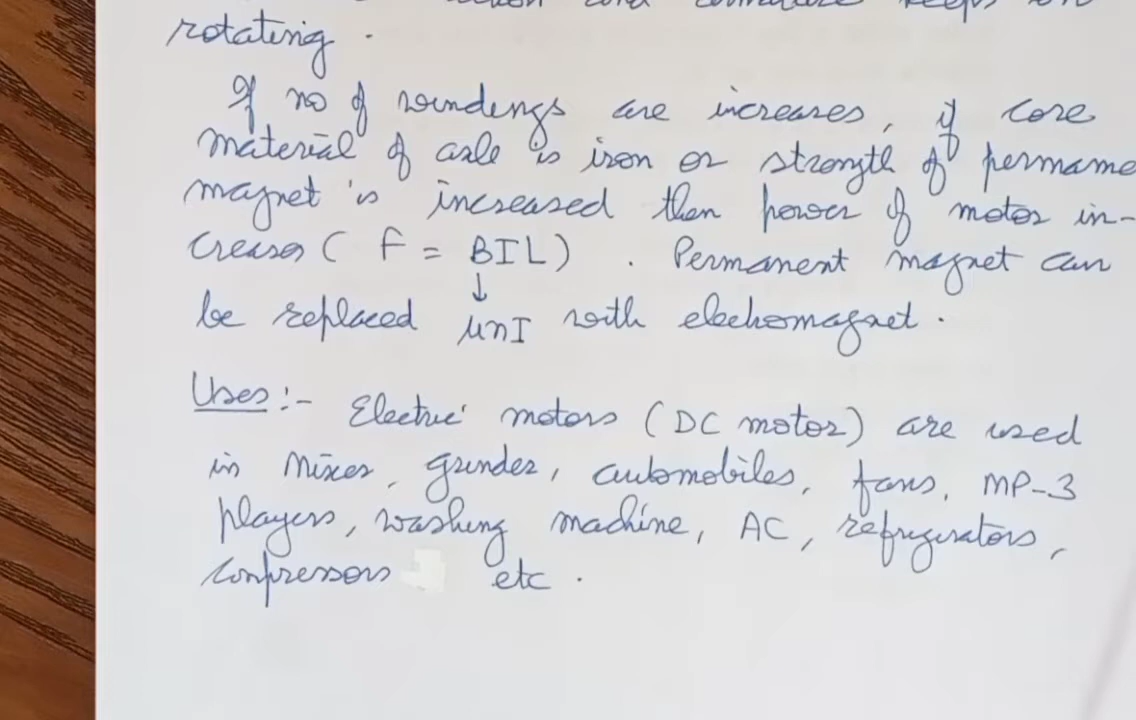 rotating .
If no of windings are increases, if core
material of axle is iron or strength of permane
magnet is increased then power of motor in-
creases ( F = BIL ) . Permanent magnet can
↓
be replaced μnI with electromagnet .
Uses :- Electric motors (DC motor) are used
in mixer, grinder, automobiles, fans, MP-3
players, washing machine, AC, refrigerators,
compressors etc .